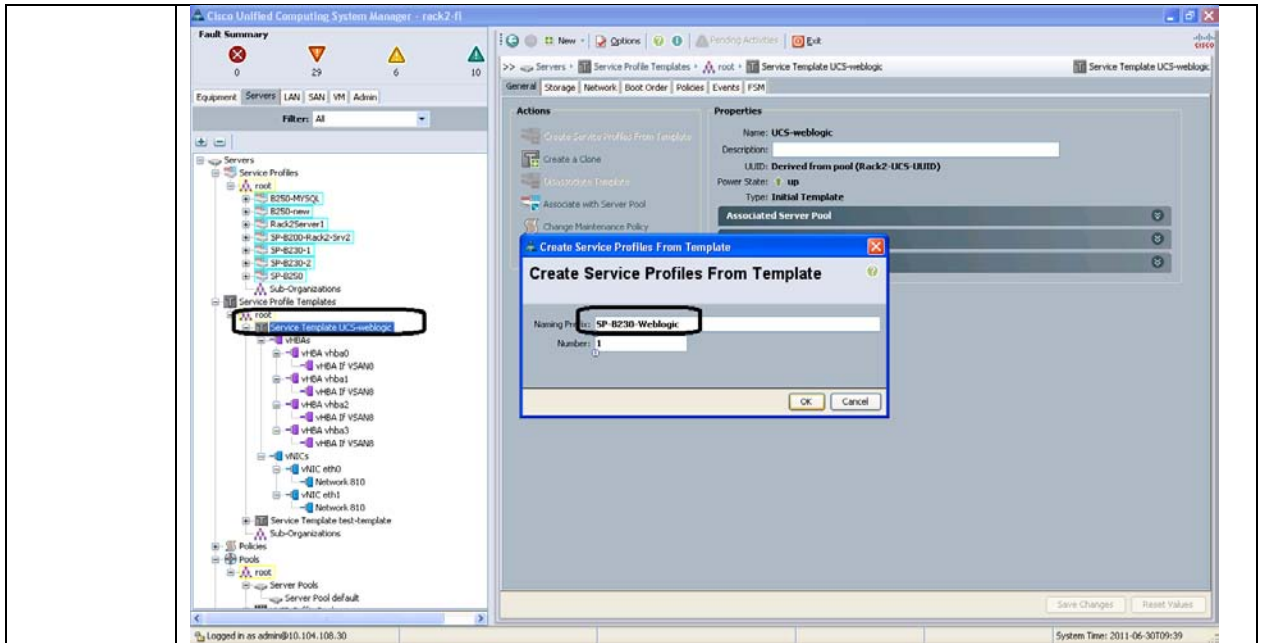 Cisco Unified Computing System Manager - rack2-fi
Fault Summary
0 29 6 10
Equipment Servers LAN SAN VM Admin
Filter: All
Servers
Service Profiles
root
B250-MYSQL
B250-new
Rack2Server1
SP-B200-Rack2-Srv2
SP-B230-1
SP-B230-2
SP-B250
Sub-Organizations
Service Profile Templates
root
Service Template UCS-weblogic
vHBAs
vHBA vhba0
vHBA If VSAN8
vHBA vhba1
vHBA If VSAN8
vHBA vhba2
vHBA If VSAN8
vHBA vhba3
vHBA If VSAN8
vNICs
vNIC eth0
Network 810
vNIC eth1
Network 810
Service Template test-template
Sub-Organizations
Policies
Pools
root
Server Pools
Server Pool default
New Options Pending Activities Exit
CISCO
>> Servers Service Profile Templates root Service Template UCS-weblogic
Service Template UCS-weblogic
General Storage Network Boot Order Policies Events FSM
Actions
Create Service Profiles From Template
Create a Clone
Disassociate Template
Associate with Server Pool
Change Maintenance Policy
Properties
Name: UCS-weblogic
Description:
UUID: Derived from pool (Rack2-UCS-UUID)
Power State: up
Type: Initial Template
Associated Server Pool
Create Service Profiles From Template
Create Service Profiles From Template
Naming Prefix: SP-B230-Weblogic
Number: 1
OK Cancel
Save Changes Reset Values
Logged in as admin@10.104.108.30
System Time: 2011-06-30T09:39